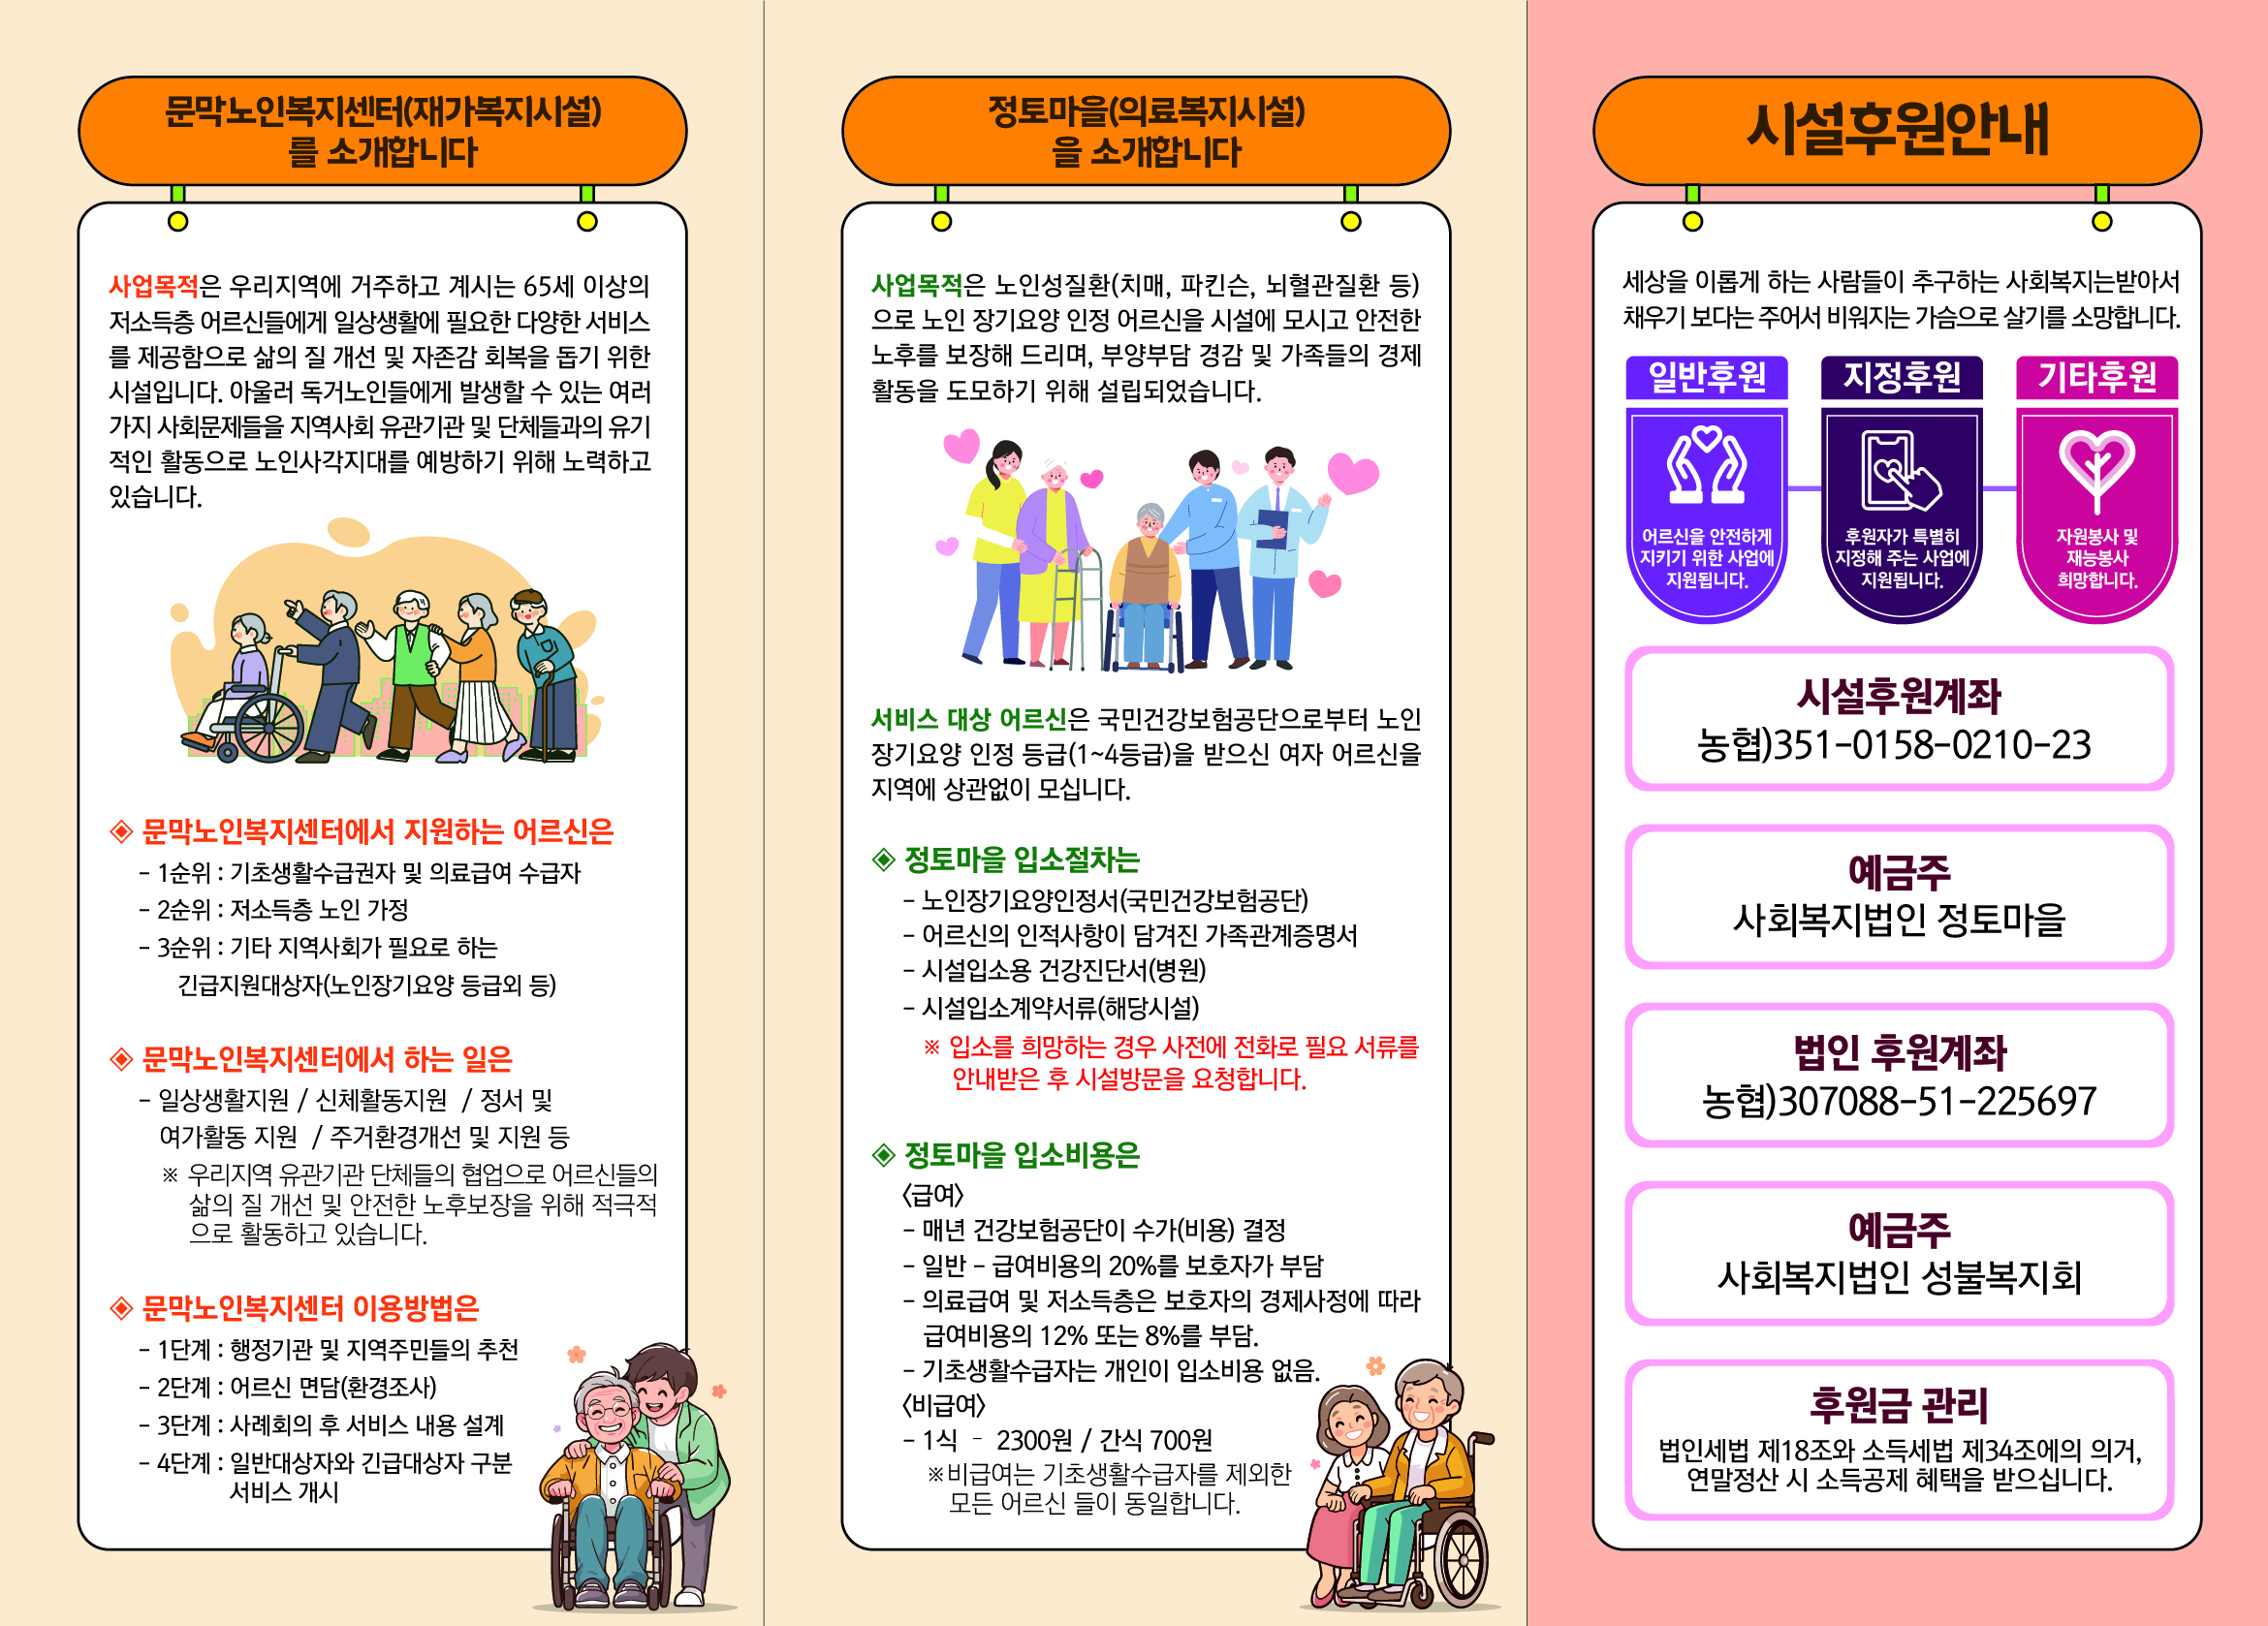 문막노인복지센터(재가복지시설)
를 소개합니다
사업목적은 우리지역에 거주하고 계시는 65세 이상의
저소득층 어르신들에게 일상생활에 필요한 다양한 서비스
를 제공함으로 삶의 질 개선 및 자존감 회복을 돕기 위한
시설입니다. 아울러 독거노인들에게 발생할 수 있는 여러
가지 사회문제들을 지역사회 유관기관 및 단체들과의 유기
적인 활동으로 노인사각지대를 예방하기 위해 노력하고
있습니다.
◈ 문막노인복지센터에서 지원하는 어르신은
- 1순위 : 기초생활수급권자 및 의료급여 수급자
- 2순위 : 저소득층 노인 가정
- 3순위 : 기타 지역사회가 필요로 하는
긴급지원대상자(노인장기요양 등급외 등)
◈ 문막노인복지센터에서 하는 일은
- 일상생활지원 / 신체활동지원 / 정서 및
여가활동 지원 / 주거환경개선 및 지원 등
※ 우리지역 유관기관 단체들의 협업으로 어르신들의
삶의 질 개선 및 안전한 노후보장을 위해 적극적
으로 활동하고 있습니다.
◈ 문막노인복지센터 이용방법은
- 1단계 : 행정기관 및 지역주민들의 추천
- 2단계 : 어르신 면담(환경조사)
- 3단계 : 사례회의 후 서비스 내용 설계
- 4단계 : 일반대상자와 긴급대상자 구분
서비스 개시
정토마을(의료복지시설)
을 소개합니다
사업목적은 노인성질환(치매, 파킨슨, 뇌혈관질환 등)
으로 노인 장기요양 인정 어르신을 시설에 모시고 안전한
노후를 보장해 드리며, 부양부담 경감 및 가족들의 경제
활동을 도모하기 위해 설립되었습니다.
서비스 대상 어르신은 국민건강보험공단으로부터 노인
장기요양 인정 등급(1~4등급)을 받으신 여자 어르신을
지역에 상관없이 모십니다.
◈ 정토마을 입소절차는
- 노인장기요양인정서(국민건강보험공단)
- 어르신의 인적사항이 담겨진 가족관계증명서
- 시설입소용 건강진단서(병원)
- 시설입소계약서류(해당시설)
※ 입소를 희망하는 경우 사전에 전화로 필요 서류를
안내받은 후 시설방문을 요청합니다.
◈ 정토마을 입소비용은
〈급여〉
- 매년 건강보험공단이 수가(비용) 결정
- 일반 - 급여비용의 20%를 보호자가 부담
- 의료급여 및 저소득층은 보호자의 경제사정에 따라
급여비용의 12% 또는 8%를 부담.
- 기초생활수급자는 개인이 입소비용 없음.
〈비급여〉
- 1식 - 2300원 / 간식 700원
※비급여는 기초생활수급자를 제외한
모든 어르신 들이 동일합니다.
시설후원안내
세상을 이롭게 하는 사람들이 추구하는 사회복지는받아서
채우기 보다는 주어서 비워지는 가슴으로 살기를 소망합니다.
일반후원
어르신을 안전하게
지키기 위한 사업에
지원됩니다.
지정후원
후원자가 특별히
지정해 주는 사업에
지원됩니다.
기타후원
자원봉사 및
재능봉사
희망합니다.
시설후원계좌
농협)351-0158-0210-23
예금주
사회복지법인 정토마을
법인 후원계좌
농협)307088-51-225697
예금주
사회복지법인 성불복지회
후원금 관리
법인세법 제18조와 소득세법 제34조에의 의거,
연말정산 시 소득공제 혜택을 받으십니다.